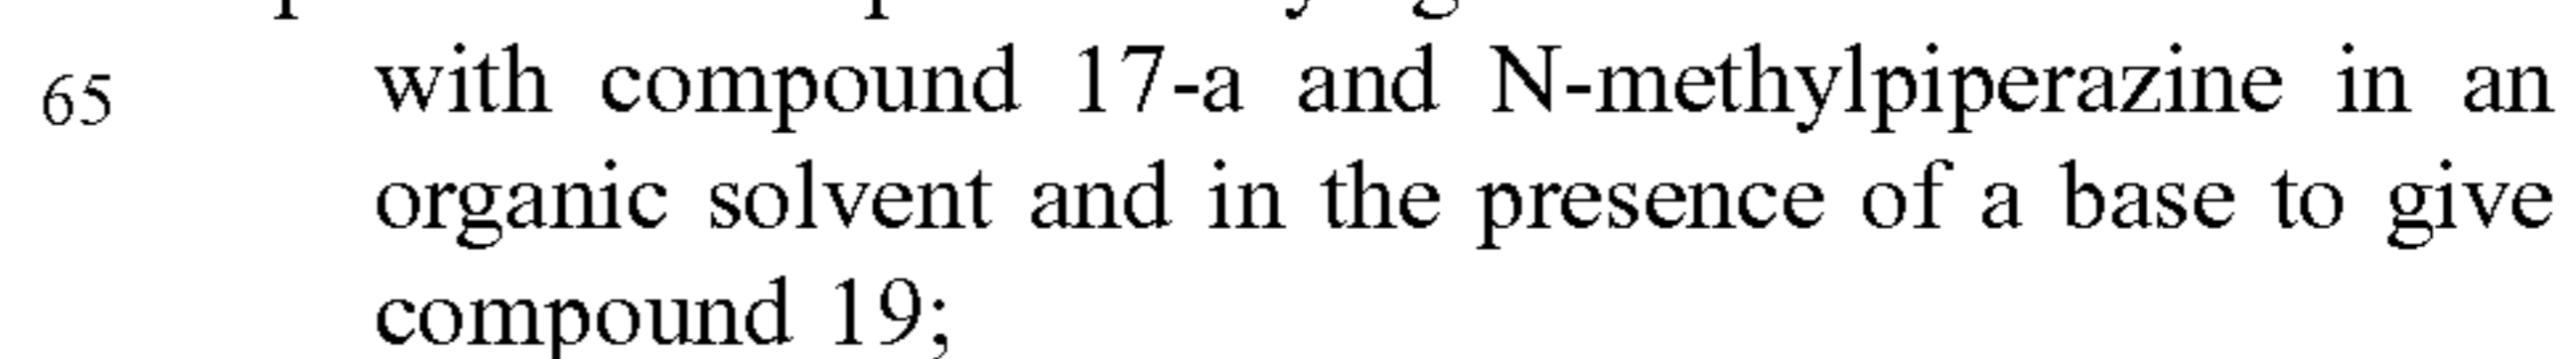 65 with compound 17-a and N-methylpiperazine in an
organic solvent and in the presence of a base to give
compound 19;